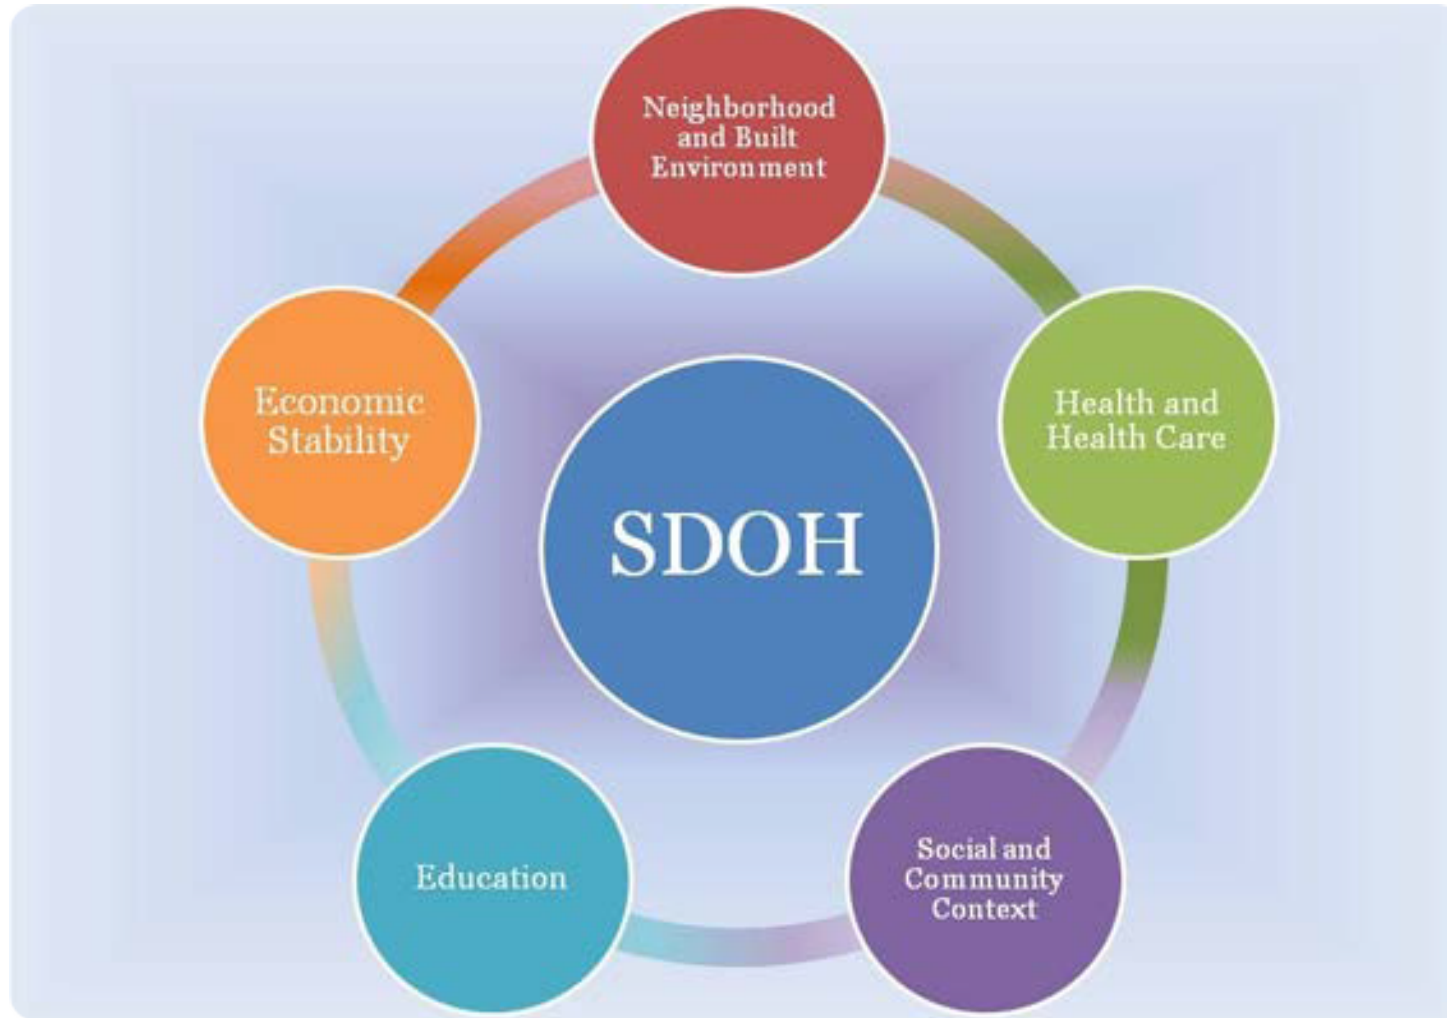 Neighborhood
and Built
Environment
Economic
Stability
Health and
Health Care
SDOH
Education
Social and
Community
Context